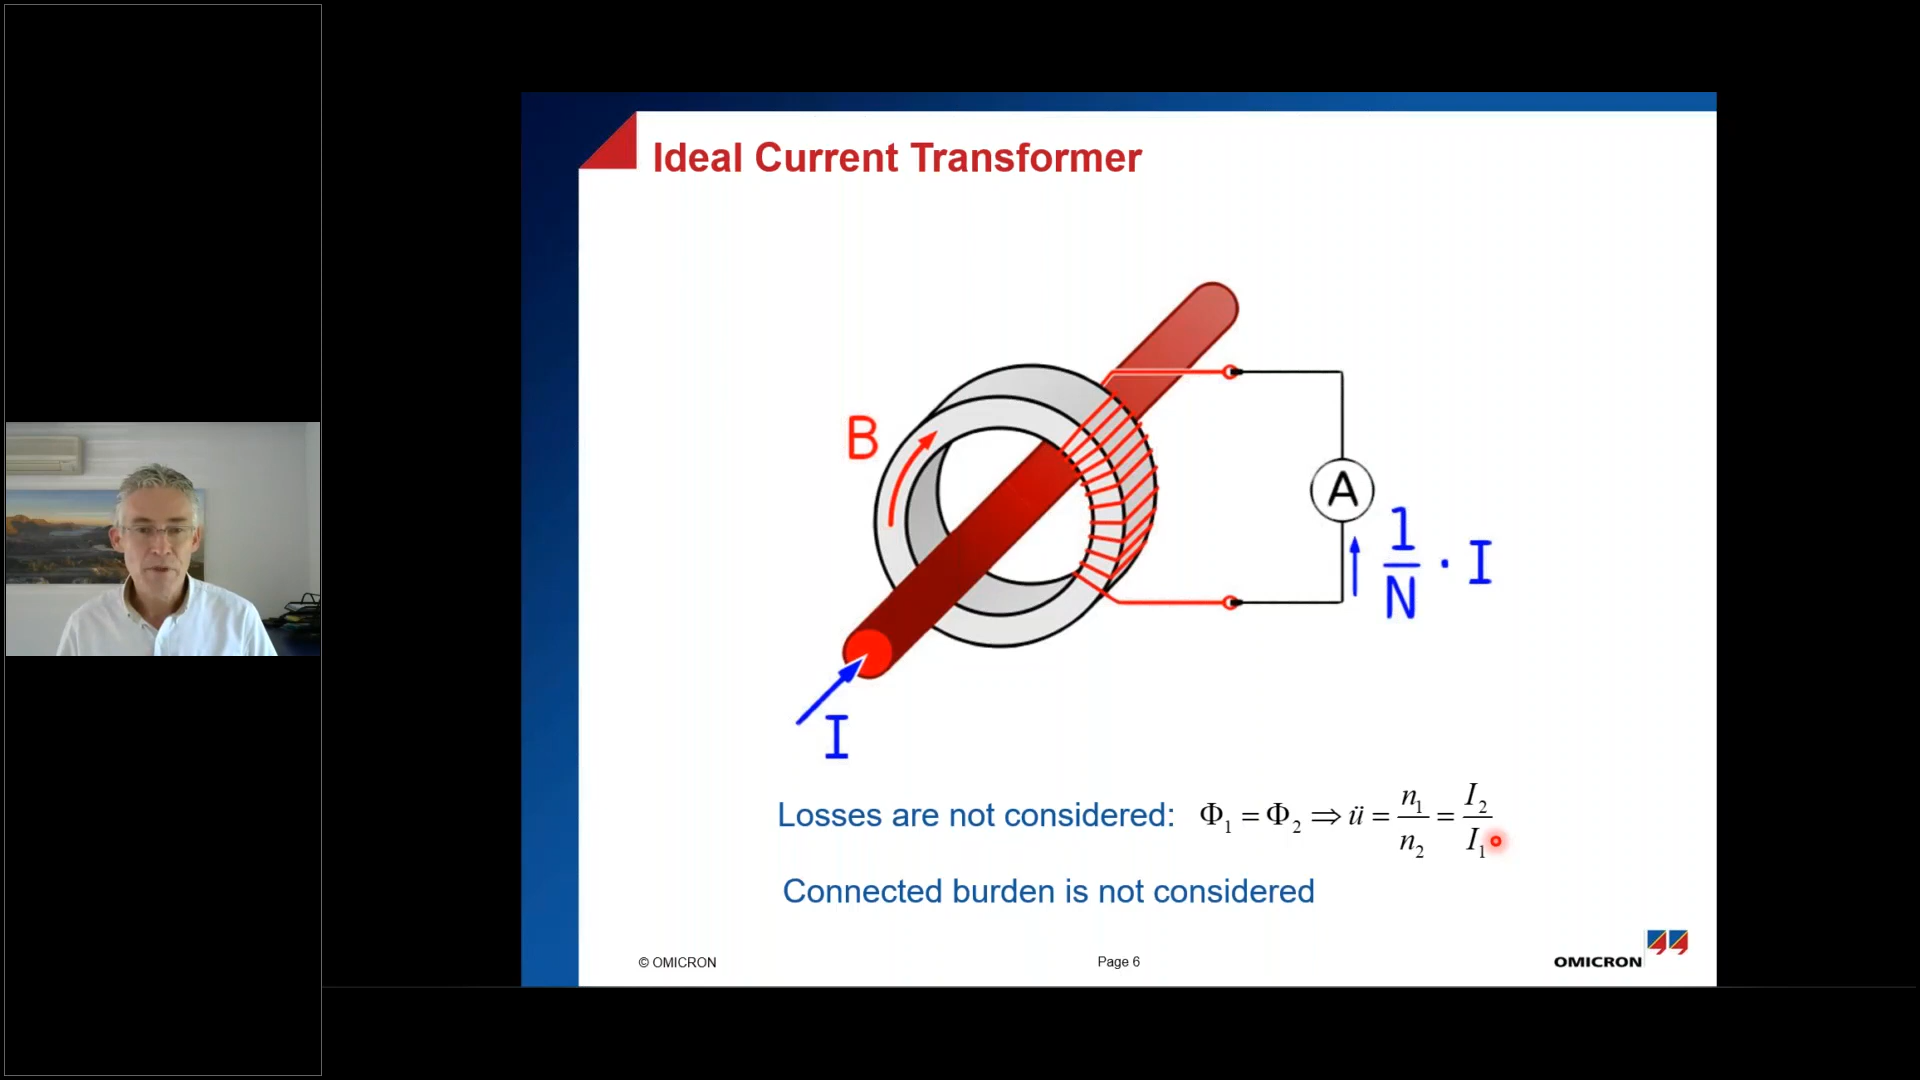 Ideal Current Transformer
B
A
1/N · I
I
Losses are not considered: Φ₁ = Φ₂ ⇒ ü = n₁/n₂ = I₂/I₁
Connected burden is not considered
© OMICRON
Page 6
OMICRON